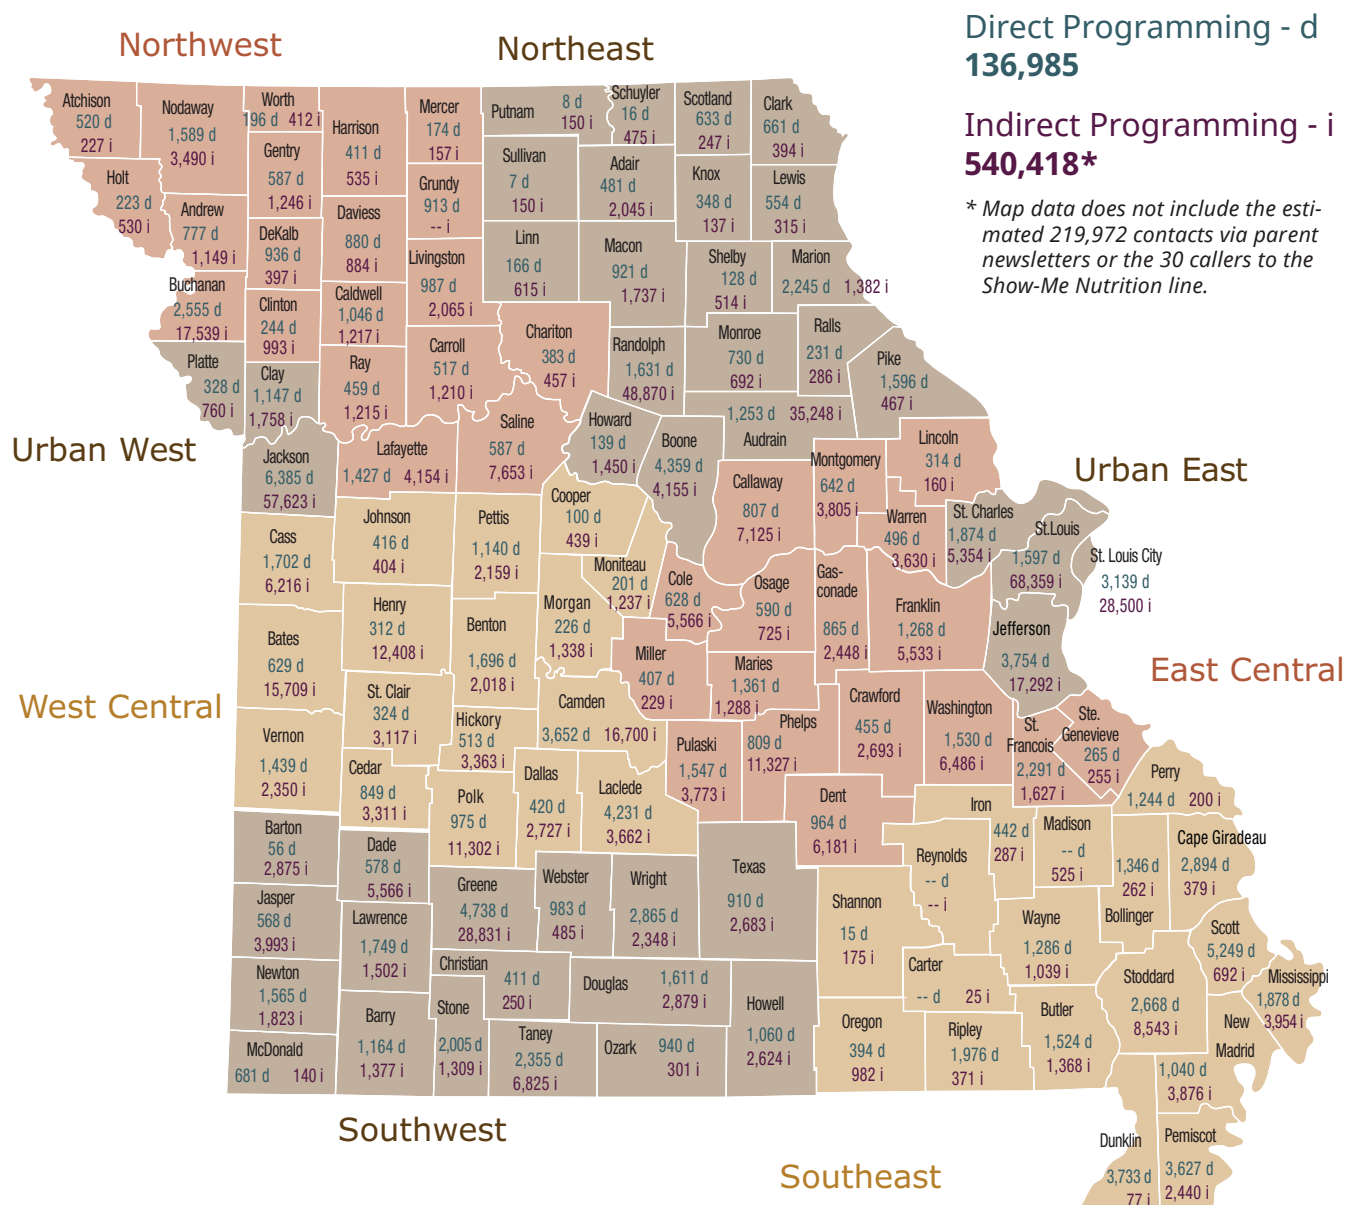 Northwest
Northeast
Direct Programming - d
136,985
Indirect Programming - i
540,418*
* Map data does not include the esti-
mated 219,972 contacts via parent
newsletters or the 30 callers to the
Show-Me Nutrition line.
Atchison
520 d
227 i
Nodaway
1,589 d
3,490 i
Worth
196 d 412 i
Harrison
411 d
535 i
Mercer
174 d
157 i
Putnam
8 d
150 i
Schuyler
16 d
475 i
Scotland
633 d
247 i
Clark
661 d
394 i
Holt
223 d
530 i
Andrew
777 d
1,149 i
Gentry
587 d
1,246 i
DeKalb
936 d
397 i
Daviess
880 d
884 i
Grundy
913 d
-- i
Livingston
987 d
2,065 i
Sullivan
7 d
150 i
Adair
481 d
2,045 i
Knox
348 d
137 i
Lewis
554 d
315 i
Linn
166 d
615 i
Macon
921 d
1,737 i
Shelby
128 d
514 i
Marion
2,245 d 1,382 i
Buchanan
2,555 d
17,539 i
Clinton
244 d
993 i
Caldwell
1,046 d
1,217 i
Platte
328 d
760 i
Clay
1,147 d
1,758 i
Ray
459 d
1,215 i
Carroll
517 d
1,210 i
Chariton
383 d
457 i
Randolph
1,631 d
48,870 i
Monroe
730 d
692 i
Ralls
231 d
286 i
Pike
1,596 d
467 i
1,253 d 35,248 i
Audrain
Urban West
Jackson
6,385 d
57,623 i
Lafayette
1,427 d 4,154 i
Saline
587 d
7,653 i
Howard
139 d
1,450 i
Boone
4,359 d
4,155 i
Callaway
807 d
7,125 i
Montgomery
642 d
3,805 i
Lincoln
314 d
160 i
Warren
496 d
3,630 i
Urban East
St. Charles
1,874 d
5,354 i
St.Louis
1,597 d
68,359 i
St. Louis City
3,139 d
28,500 i
Cass
1,702 d
6,216 i
Johnson
416 d
404 i
Pettis
1,140 d
2,159 i
Cooper
100 d
439 i
Moniteau
201 d
1,237 i
Cole
628 d
5,566 i
Osage
590 d
725 i
Gas-
conade
865 d
2,448 i
Franklin
1,268 d
5,533 i
Jefferson
3,754 d
17,292 i
East Central
West Central
Bates
629 d
15,709 i
Henry
312 d
12,408 i
Benton
1,696 d
2,018 i
Morgan
226 d
1,338 i
Miller
407 d
229 i
Maries
1,361 d
1,288 i
Camden
3,652 d 16,700 i
St. Clair
324 d
3,117 i
Hickory
513 d
3,363 i
Vernon
1,439 d
2,350 i
Cedar
849 d
3,311 i
Polk
975 d
11,302 i
Dallas
420 d
2,727 i
Laclede
4,231 d
3,662 i
Pulaski
1,547 d
3,773 i
Phelps
809 d
11,327 i
Crawford
455 d
2,693 i
Washington
1,530 d
6,486 i
St.
Francois
2,291 d
1,627 i
Ste.
Genevieve
265 d
255 i
Perry
1,244 d 200 i
Dent
964 d
6,181 i
Iron
442 d
287 i
Madison
-- d
525 i
1,346 d
262 i
Bollinger
Cape Giradeau
2,894 d
379 i
Barton
56 d
2,875 i
Dade
578 d
5,566 i
Greene
4,738 d
28,831 i
Webster
983 d
485 i
Wright
2,865 d
2,348 i
Texas
910 d
2,683 i
Shannon
15 d
175 i
Reynolds
-- d
-- i
Wayne
1,286 d
1,039 i
Jasper
568 d
3,993 i
Lawrence
1,749 d
1,502 i
Christian
411 d
250 i
Douglas
1,611 d
2,879 i
Howell
1,060 d
2,624 i
Carter
-- d 25 i
Scott
5,249 d
692 i
Mississippi
1,878 d
3,954 i
Stoddard
2,668 d
8,543 i
Newton
1,565 d
1,823 i
McDonald
681 d 140 i
Barry
1,164 d
1,377 i
Stone
2,005 d
1,309 i
Taney
2,355 d
6,825 i
Ozark
940 d
301 i
Oregon
394 d
982 i
Ripley
1,976 d
371 i
Butler
1,524 d
1,368 i
New
Madrid
1,040 d
3,876 i
Dunklin
3,733 d
77 i
Pemiscot
3,627 d
2,440 i
Southwest
Southeast